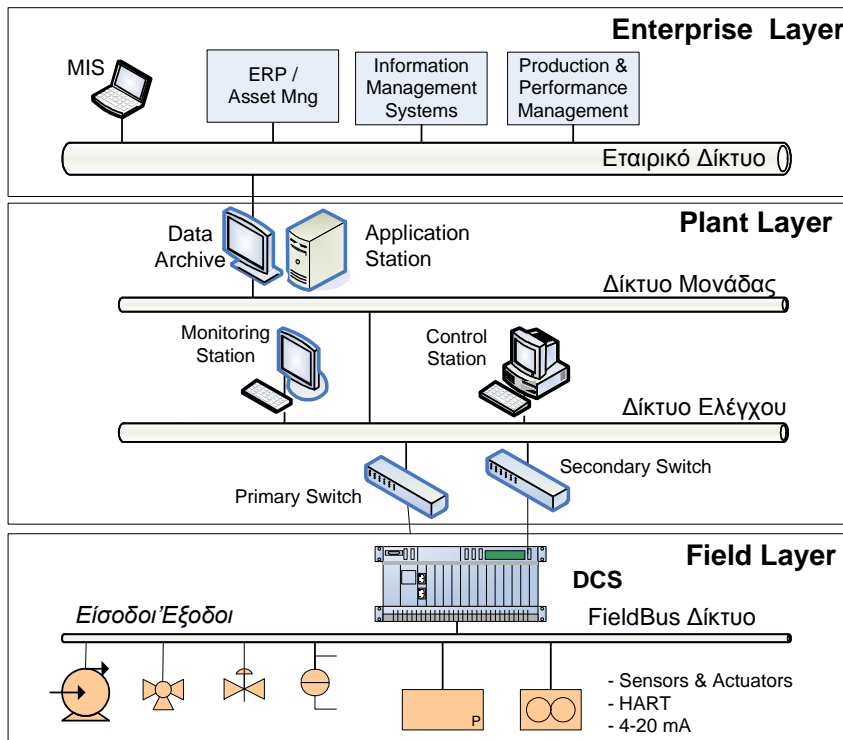 Enterprise Layer
MIS
ERP /
Asset Mng
Information
Management
Systems
Production &
Performance
Management
Εταιρικό Δίκτυο
Plant Layer
Data
Archive
Application
Station
Δίκτυο Μονάδας
Monitoring
Station
Control
Station
Δίκτυο Ελέγχου
Primary Switch
Secondary Switch
Field Layer
DCS
Είσοδοι'Έξοδοι
FieldBus Δίκτυο
P
- Sensors & Actuators
- HART
- 4-20 mA